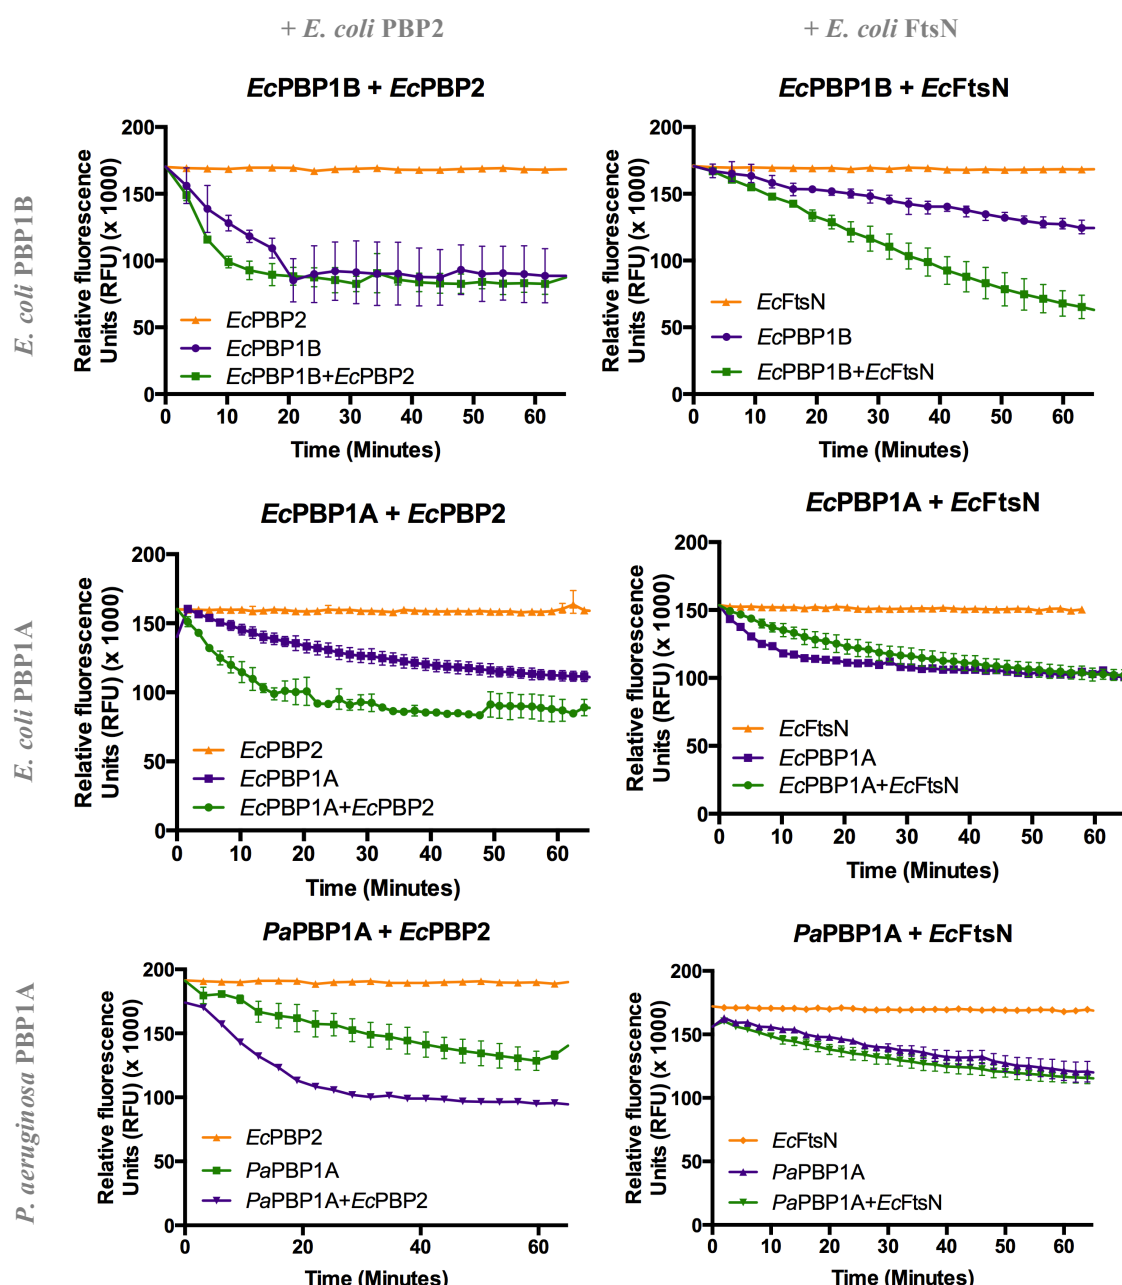 + E. coli PBP2
+ E. coli FtsN
E. coli PBP1B
EcPBP1B + EcPBP2
Relative fluorescence
Units (RFU) (x 1000)
200
150
100
50
0
EcPBP2
EcPBP1B
EcPBP1B+EcPBP2
0 10 20 30 40 50 60
Time (Minutes)
EcPBP1B + EcFtsN
Relative fluorescence
Units (RFU) (x 1000)
200
150
100
50
0
EcFtsN
EcPBP1B
EcPBP1B+EcFtsN
0 10 20 30 40 50 60
Time (Minutes)
E. coli PBP1A
EcPBP1A + EcPBP2
Relative fluorescence
Units (RFU) (x 1000)
200
150
100
50
0
EcPBP2
EcPBP1A
EcPBP1A+EcPBP2
0 10 20 30 40 50 60
Time (Minutes)
EcPBP1A + EcFtsN
Relative fluorescence
Units (RFU) (x 1000)
200
150
100
50
0
EcFtsN
EcPBP1A
EcPBP1A+EcFtsN
0 10 20 30 40 50 60
Time (Minutes)
P. aeruginosa PBP1A
PaPBP1A + EcPBP2
Relative fluorescence
Units (RFU) (x 1000)
200
150
100
50
0
EcPBP2
PaPBP1A
PaPBP1A+EcPBP2
0 20 40 60
Time (Minutes)
PaPBP1A + EcFtsN
Relative fluorescence
Units (RFU) (x 1000)
200
150
100
50
0
EcFtsN
PaPBP1A
PaPBP1A+EcFtsN
0 10 20 30 40 50 60
Time (Minutes)